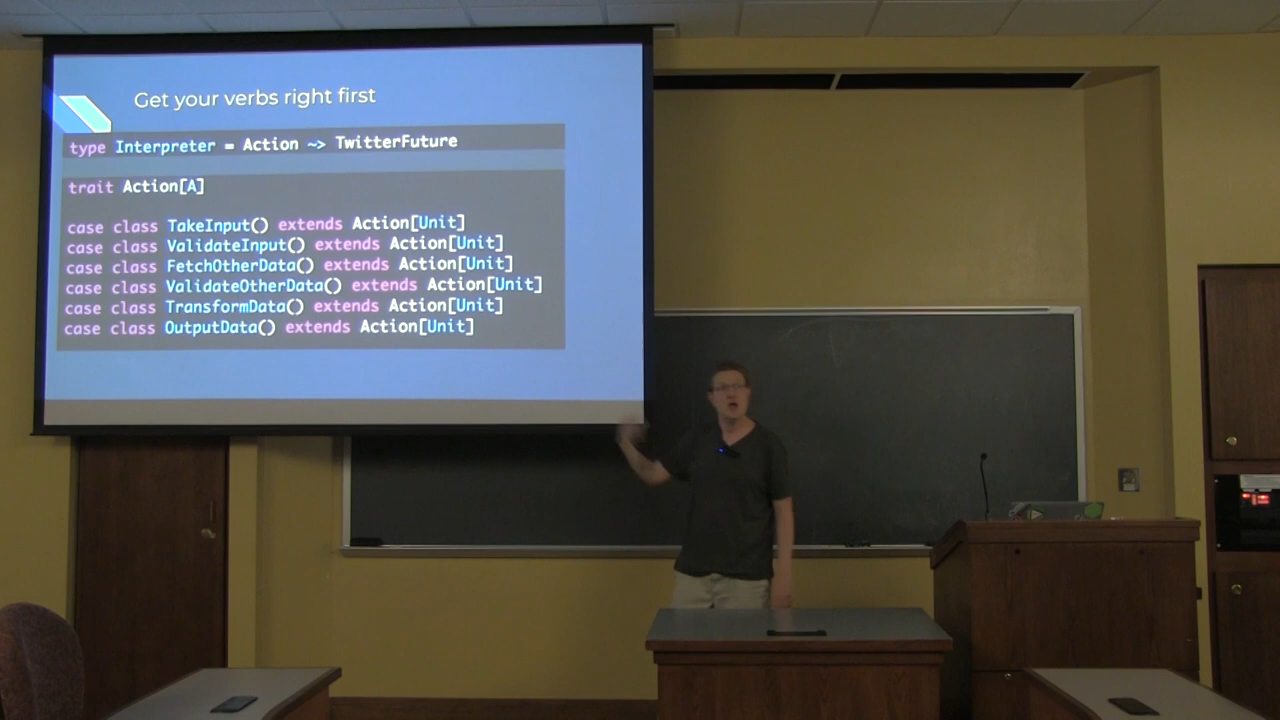 Get your verbs right first
type Interpreter = Action ~> TwitterFuture
trait Action[A]
case class TakeInput() extends Action[Unit]
case class ValidateInput() extends Action[Unit]
case class FetchOtherData() extends Action[Unit]
case class ValidateOtherData() extends Action[Unit]
case class TransformData() extends Action[Unit]
case class OutputData() extends Action[Unit]